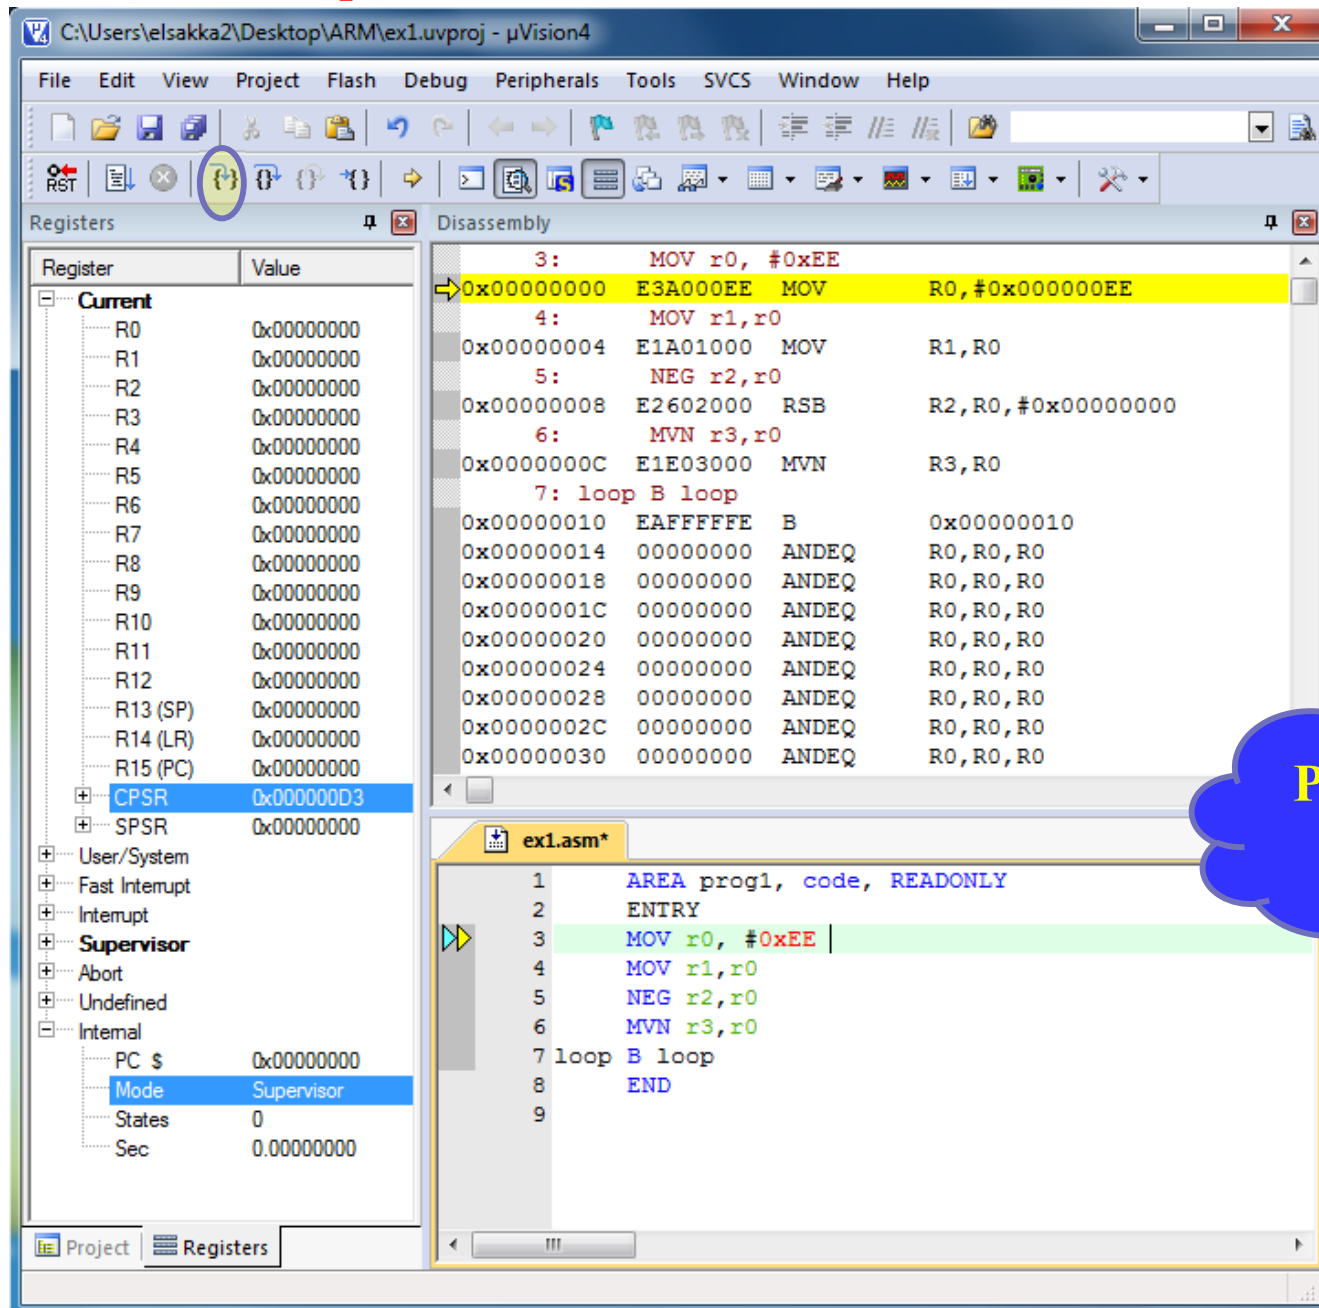 C:\Users\elsakka2\Desktop\ARM\ex1.uvproj - µVision4
File Edit View Project Flash Debug Peripherals Tools SVCS Window Help
RST
Registers
Register Value
Current
R0 0x00000000
R1 0x00000000
R2 0x00000000
R3 0x00000000
R4 0x00000000
R5 0x00000000
R6 0x00000000
R7 0x00000000
R8 0x00000000
R9 0x00000000
R10 0x00000000
R11 0x00000000
R12 0x00000000
R13 (SP) 0x00000000
R14 (LR) 0x00000000
R15 (PC) 0x00000000
CPSR 0x000000D3
SPSR 0x00000000
User/System
Fast Interrupt
Interrupt
Supervisor
Abort
Undefined
Internal
PC $ 0x00000000
Mode Supervisor
States 0
Sec 0.00000000
Project Registers
Disassembly
3: MOV r0, #0xEE
0x00000000 E3A000EE MOV R0,#0x000000EE
4: MOV r1,r0
0x00000004 E1A01000 MOV R1,R0
5: NEG r2,r0
0x00000008 E2602000 RSB R2,R0,#0x00000000
6: MVN r3,r0
0x0000000C E1E03000 MVN R3,R0
7: loop B loop
0x00000010 EAFFFFFE B 0x00000010
0x00000014 00000000 ANDEQ R0,R0,R0
0x00000018 00000000 ANDEQ R0,R0,R0
0x0000001C 00000000 ANDEQ R0,R0,R0
0x00000020 00000000 ANDEQ R0,R0,R0
0x00000024 00000000 ANDEQ R0,R0,R0
0x00000028 00000000 ANDEQ R0,R0,R0
0x0000002C 00000000 ANDEQ R0,R0,R0
0x00000030 00000000 ANDEQ R0,R0,R0
P
ex1.asm*
1 AREA prog1, code, READONLY
2 ENTRY
3 MOV r0, #0xEE
4 MOV r1,r0
5 NEG r2,r0
6 MVN r3,r0
7 loop B loop
8 END
9